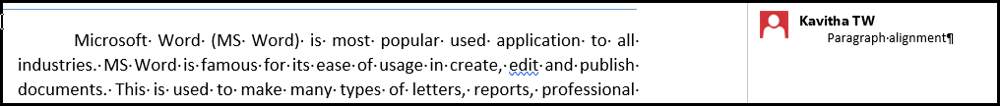 Microsoft Word (MS Word) is most popular used application to all
industries. MS Word is famous for its ease of usage in create, edit and publish
documents. This is used to make many types of letters, reports, professional
Kavitha TW
Paragraph alignment¶